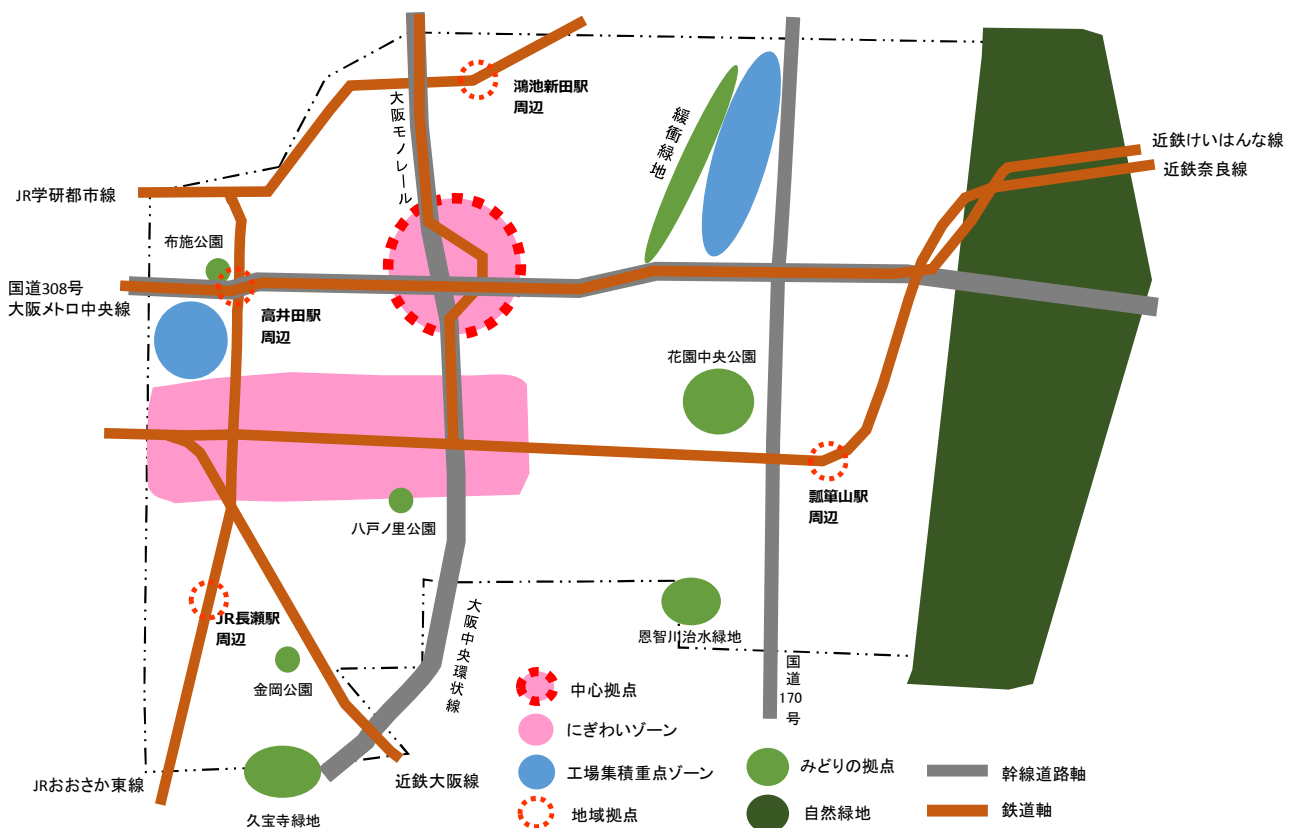 鴻池新田駅
周辺
大阪モノレール
緩衝緑地
近鉄けいはんな線
近鉄奈良線
JR学研都市線
布施公園
国道308号
大阪メトロ中央線
高井田駅
周辺
花園中央公園
瓢箪山駅
周辺
八戸ノ里公園
JR長瀬駅
周辺
恩智川治水緑地
大阪中央環状線
金岡公園
国道170号
JRおおさか東線
近鉄大阪線
久宝寺緑地
中心拠点
にぎわいゾーン
工場集積重点ゾーン
地域拠点
みどりの拠点
自然緑地
幹線道路軸
鉄道軸